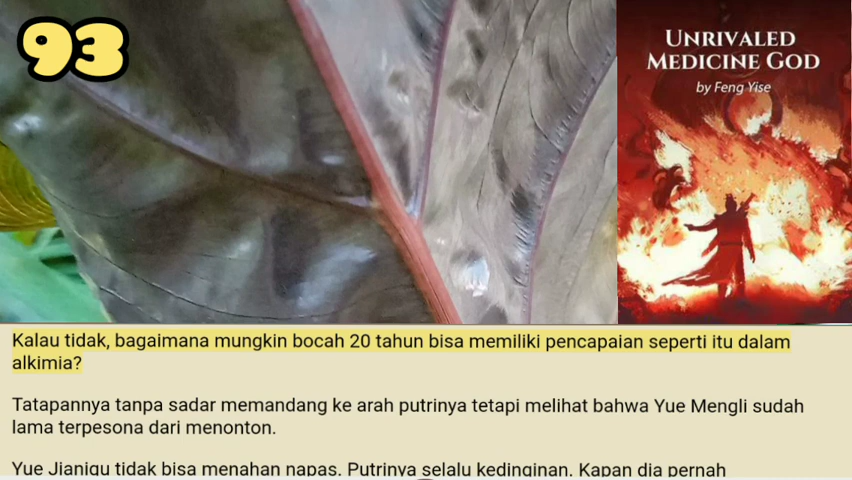 93
UNRIVALED
MEDICINE GOD
by Feng Yise
Kalau tidak, bagaimana mungkin bocah 20 tahun bisa memiliki pencapaian seperti itu dalam
alkimia?
Tatapannya tanpa sadar memandang ke arah putrinya tetapi melihat bahwa Yue Mengli sudah
lama terpesona dari menonton.
Yue Jianqu tidak bisa menahan napas. Putrinya selalu kedinginan. Kapan dia pernah